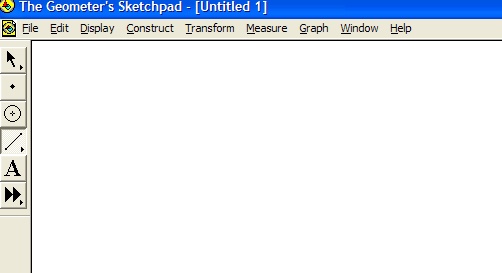 The Geometer's Sketchpad - [Untitled 1]
File Edit Display Construct Transform Measure Graph Window Help
A